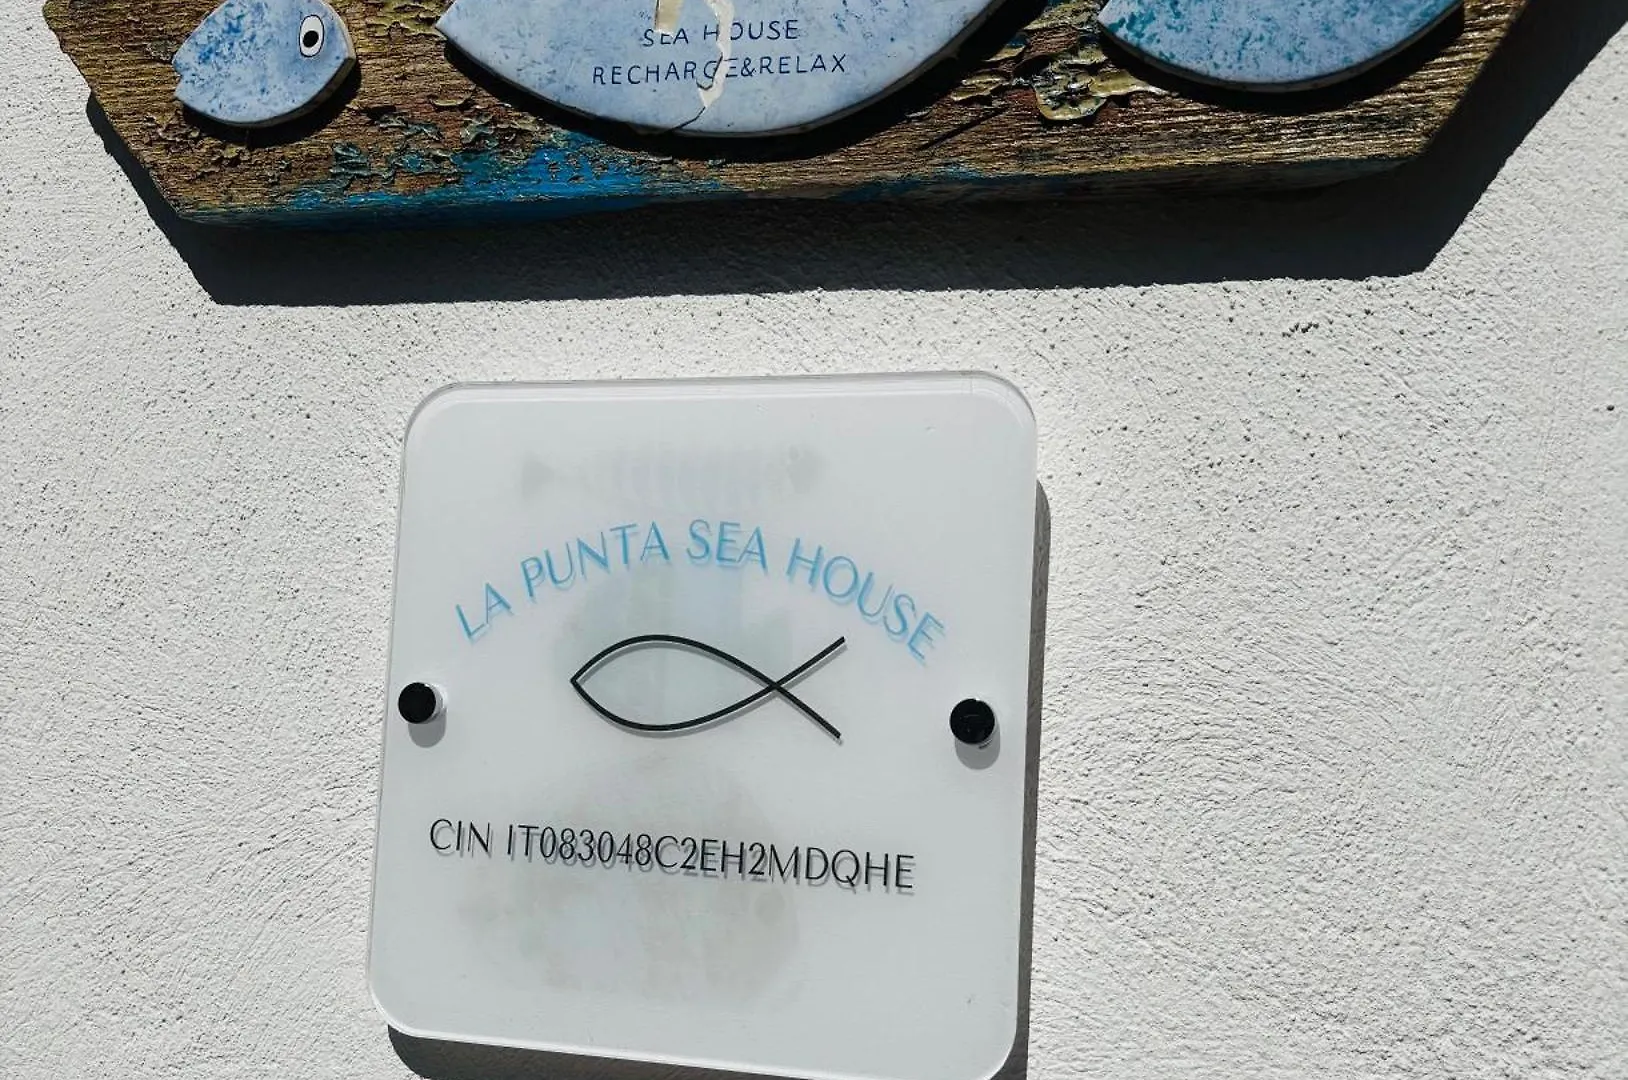 SEA HOUSE
RECHARGE&RELAX
LA PUNTA SEA HOUSE
CIN IT083048C2EH2MDQHE